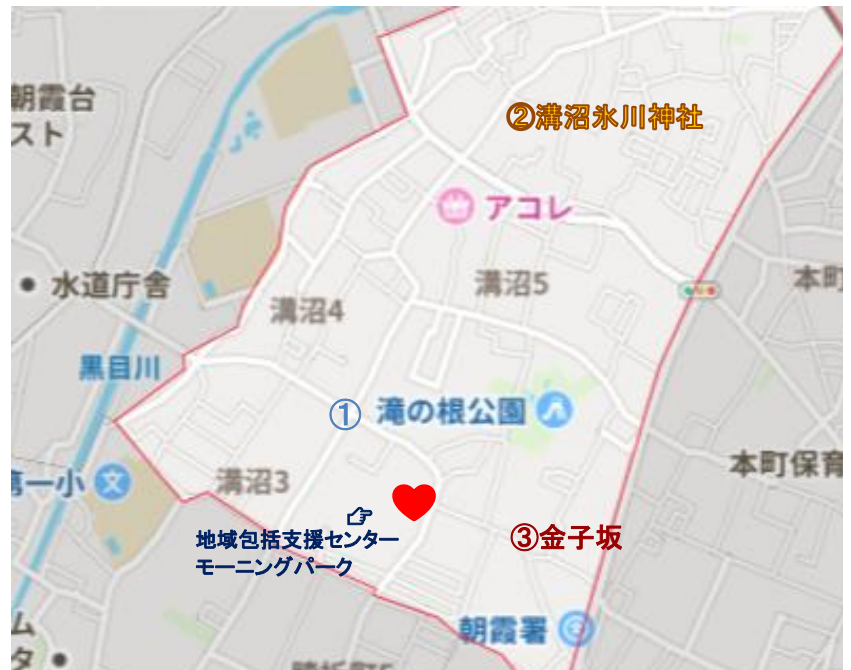 朝霞台
スト
②溝沼氷川神社
アコレ
水道庁舎
溝沼5
本町
溝沼4
黒目川
① 滝の根公園
本町保育
第一小
溝沼3
地域包括支援センター
モーニングパーク
③金子坂
朝霞署
ム
タ